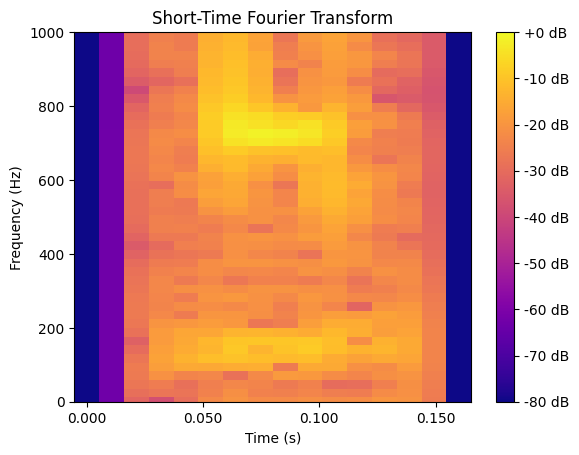 Short-Time Fourier Transform
1000
800
600
400
200
0
Frequency (Hz)
0.000
0.050
0.100
0.150
Time (s)
+0 dB
-10 dB
-20 dB
-30 dB
-40 dB
-50 dB
-60 dB
-70 dB
-80 dB